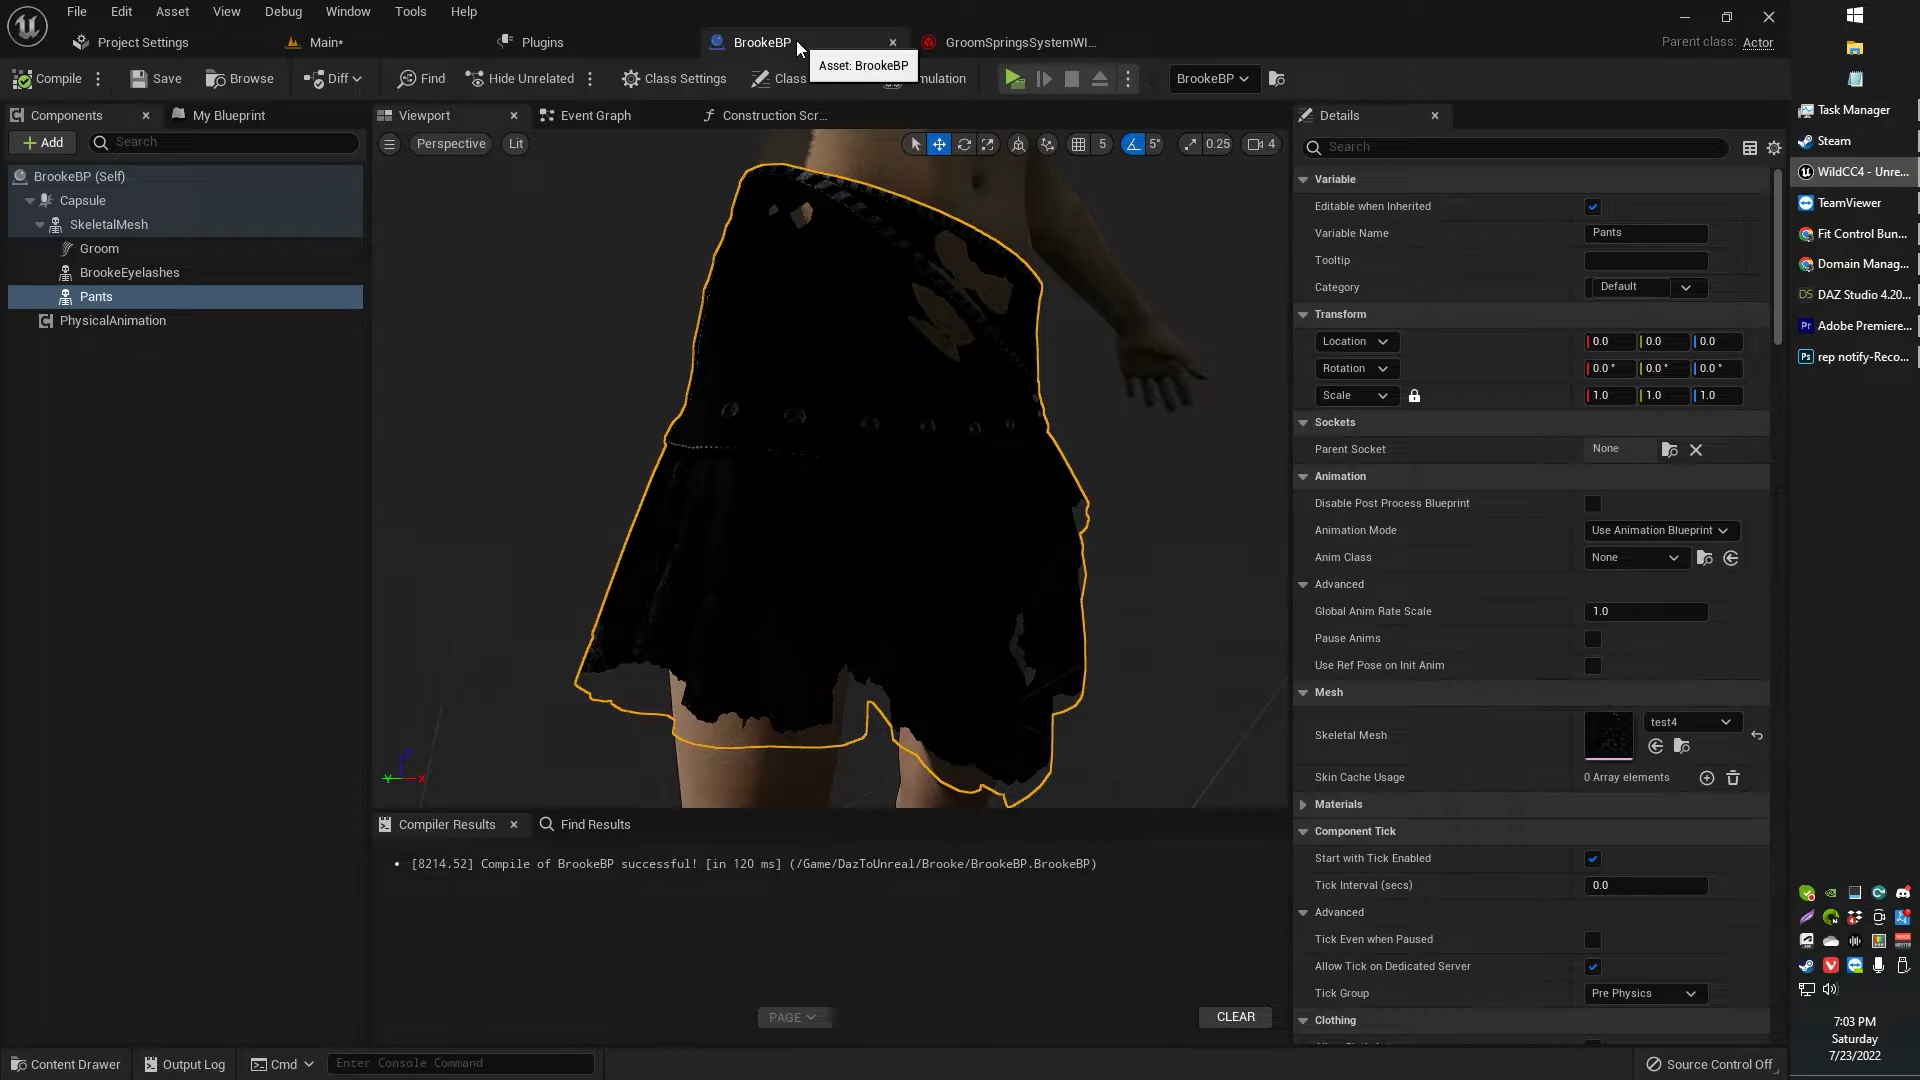 File Edit Asset View Debug Window Tools Help
Project Settings Main* Plugins BrookeBP GroomSpringsSystemWI...
Parent class: Actor
Asset: BrookeBP
Compile Save Browse Diff Find Hide Unrelated Class Settings Class mulation BrookeBP
Components My Blueprint
Add Search
BrookeBP (Self)
Capsule
SkeletalMesh
Groom
BrookeEyelashes
Pants
PhysicalAnimation
Viewport Event Graph Construction Scr...
Perspective Lit 5 5° 0.25 4
Y X
Compiler Results Find Results
[8214.52] Compile of BrookeBP successful! [in 120 ms] (/Game/DazToUnreal/Brooke/BrookeBP.BrookeBP)
PAGE CLEAR
Details
Search
Variable
Editable when Inherited
Variable Name Pants
Tooltip
Category Default
Transform
Location 0.0 0.0 0.0
Rotation 0.0 ° 0.0 ° 0.0 °
Scale 1.0 1.0 1.0
Sockets
Parent Socket None
Animation
Disable Post Process Blueprint
Animation Mode Use Animation Blueprint
Anim Class None
Advanced
Global Anim Rate Scale 1.0
Pause Anims
Use Ref Pose on Init Anim
Mesh
Skeletal Mesh test4
Skin Cache Usage 0 Array elements
Materials
Component Tick
Start with Tick Enabled
Tick Interval (secs) 0.0
Advanced
Tick Even when Paused
Allow Tick on Dedicated Server
Tick Group Pre Physics
Clothing
Content Drawer Output Log Cmd Enter Console Command Source Control Off
Task Manager
Steam
WildCC4 - Unre...
TeamViewer
Fit Control Bun...
Domain Manag...
DS DAZ Studio 4.20...
Pr Adobe Premiere...
Ps rep notify-Reco...
7:03 PM
Saturday
7/23/2022